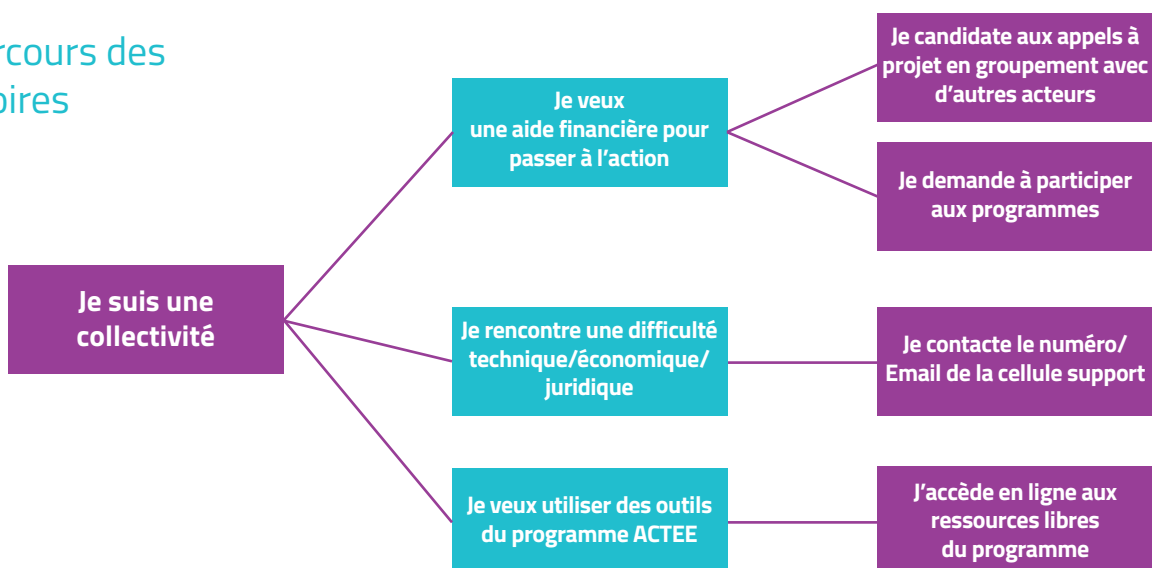 rcours des
oires
Je suis une
collectivité
Je veux
une aide financière pour
passer à l'action
Je candidate aux appels à
projet en groupement avec
d'autres acteurs
Je demande à participer
aux programmes
Je rencontre une difficulté
technique/économique/
juridique
Je contacte le numéro/
Email de la cellule support
Je veux utiliser des outils
du programme ACTEE
J'accède en ligne aux
ressources libres
du programme